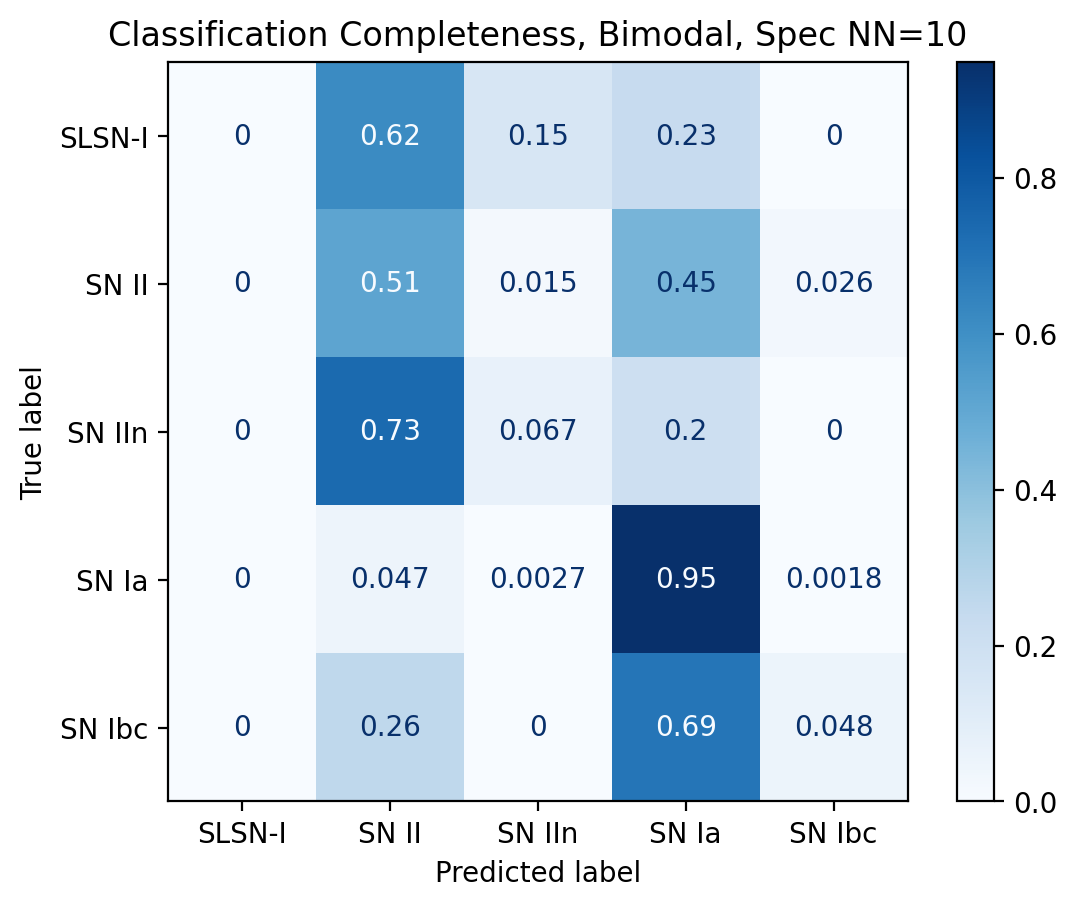 Classification Completeness, Bimodal, Spec NN=10
True label
SLSN-I 0 0.62 0.15 0.23 0
SN II 0 0.51 0.015 0.45 0.026
SN IIn 0 0.73 0.067 0.2 0
SN Ia 0 0.047 0.0027 0.95 0.0018
SN Ibc 0 0.26 0 0.69 0.048
SLSN-I SN II SN IIn SN Ia SN Ibc
Predicted label
0.8
0.6
0.4
0.2
0.0